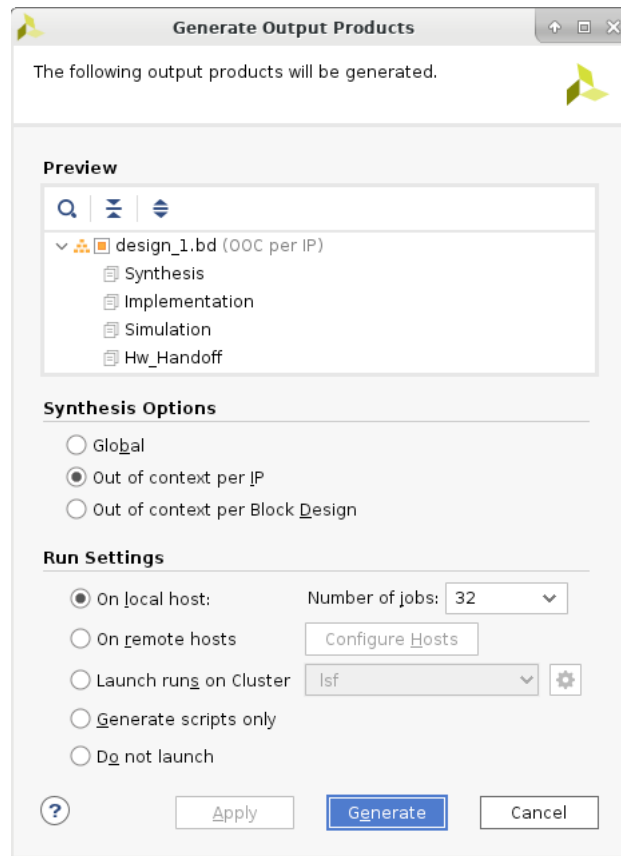 Generate Output Products
The following output products will be generated.
Preview
design_1.bd (OOC per IP)
Synthesis
Implementation
Simulation
Hw_Handoff
Synthesis Options
Global
Out of context per IP
Out of context per Block Design
Run Settings
On local host: Number of jobs: 32
On remote hosts Configure Hosts
Launch runs on Cluster lsf
Generate scripts only
Do not launch
? Apply Generate Cancel